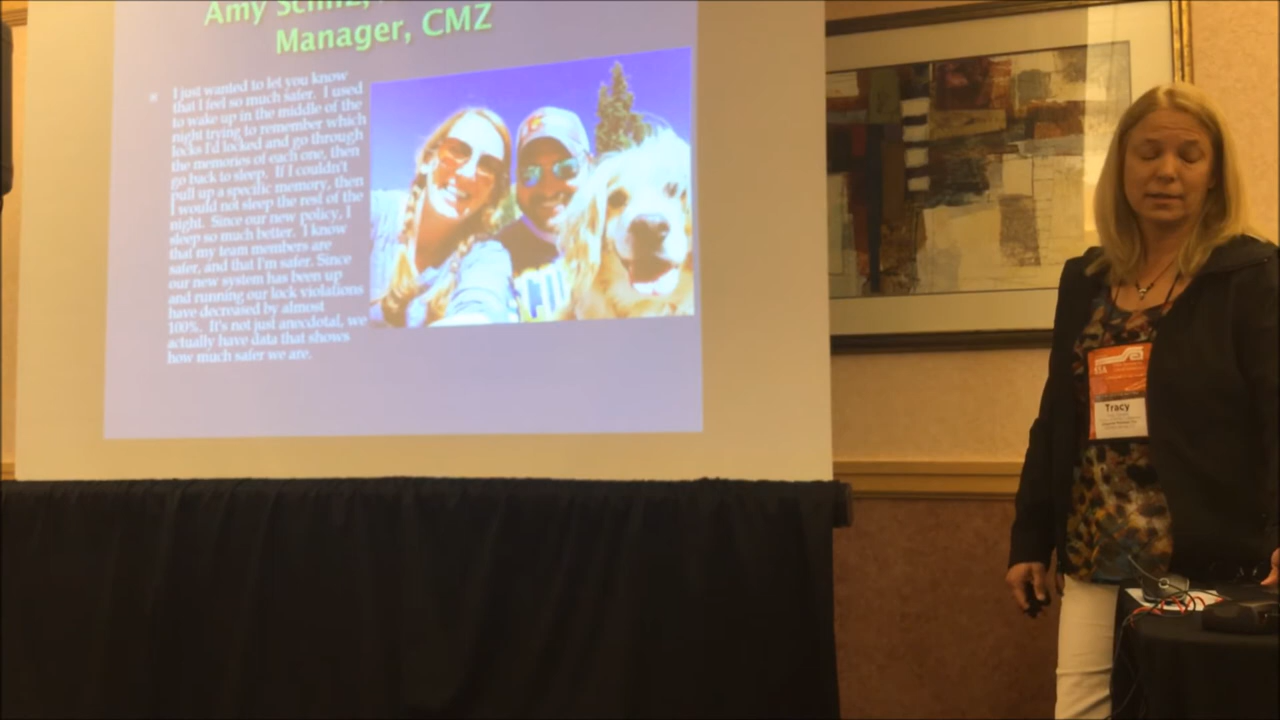 Amy
Manager, CMZ
I just wanted to let you know
that I feel so much safer. I used
to wake up in the middle of the
night trying to remember which
locks I'd locked and go through
the memories of each one, then
go back to sleep. If I couldn't
pull up a specific memory, then
I would not sleep the rest of the
night. Since our new policy, I
sleep so much better. I know
that my team members are
safer, and that I'm safer. Since
our new system has been up
and running our lock violations
have decreased by almost
100%. It's not just anecdotal, we
actually have data that shows
how much safer we are.
Tracy